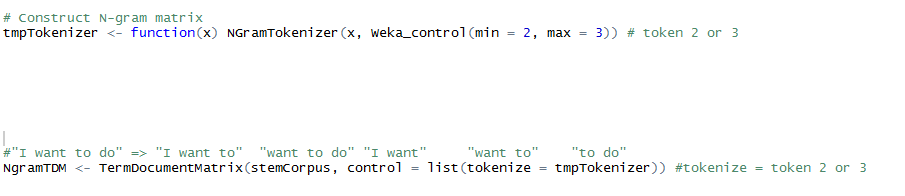 # Construct N-gram matrix
tmpTokenizer <- function(x) NGramTokenizer(x, Weka_control(min = 2, max = 3)) # token 2 or 3
#"I want to do" => "I want to"  "want to do" "I want"     "want to"    "to do"
NgramTDM <- TermDocumentMatrix(stemCorpus, control = list(tokenize = tmpTokenizer)) #tokenize = token 2 or 3